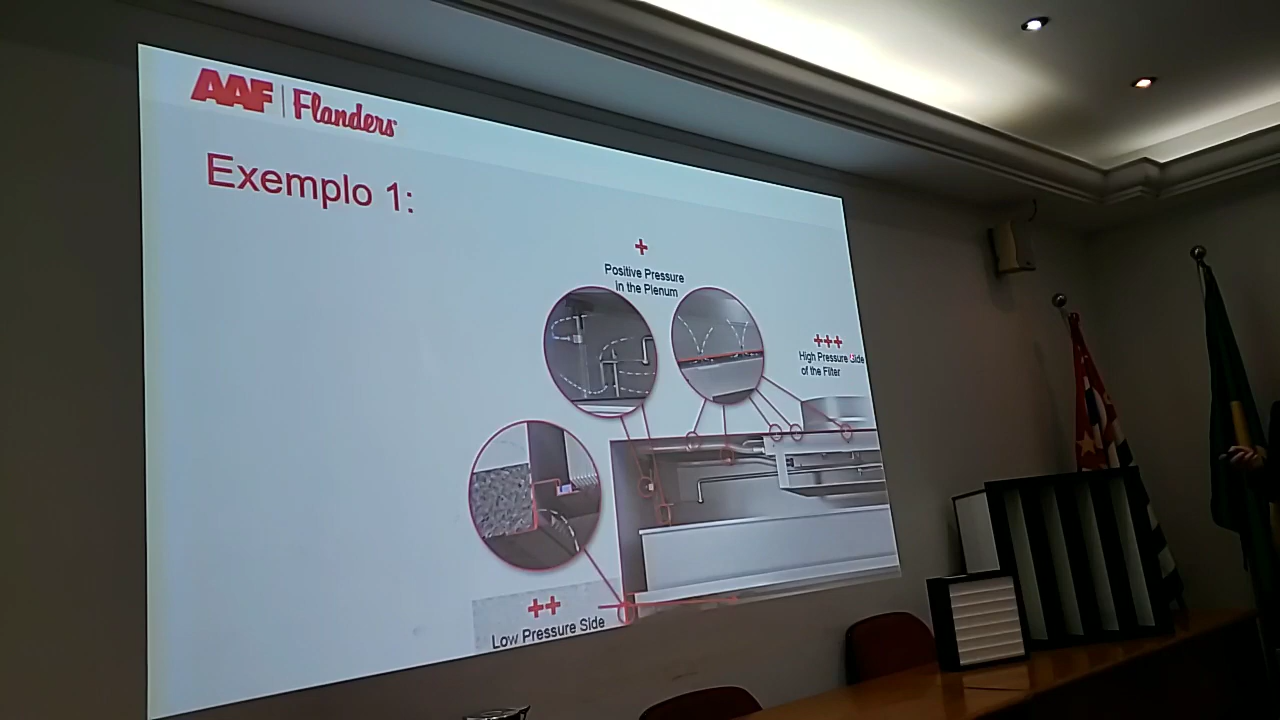 AAF | Flanders
Exemplo 1:
+
Positive Pressure
in the Plenum
+++
High Pressure Side
of the Filter
++
Low Pressure Side